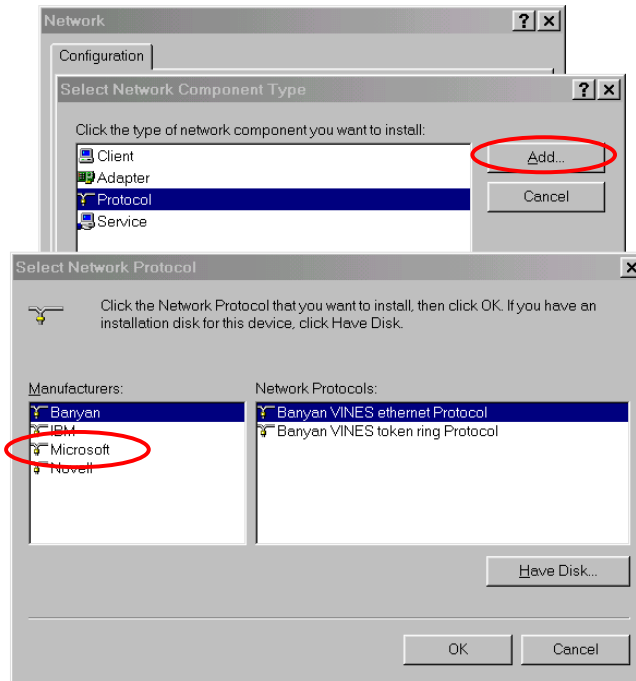 Network
Configuration
Select Network Component Type
Click the type of network component you want to install:
Client
Adapter
Protocol
Service
Add...
Cancel
Select Network Protocol
Click the Network Protocol that you want to install, then click OK. If you have an
installation disk for this device, click Have Disk.
Manufacturers:
Banyan
IBM
Microsoft
Novell
Network Protocols:
Banyan VINES ethernet Protocol
Banyan VINES token ring Protocol
Have Disk...
OK
Cancel